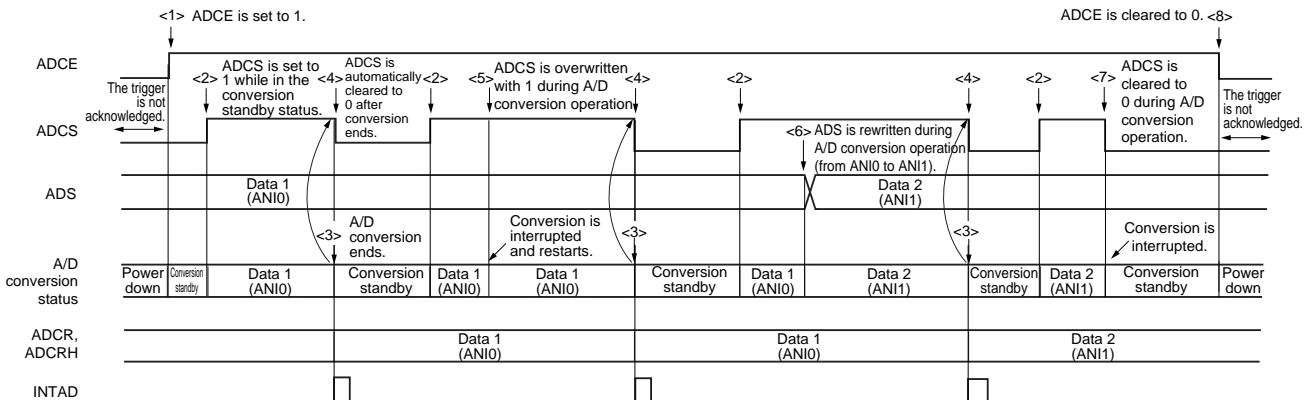 <1> ADCE is set to 1.
ADCE is cleared to 0. <8>
ADCE
The trigger
is not
acknowledged.
<2>
ADCS is set to
1 while in the
conversion
standby status.
<4>
ADCS is
automatically
cleared to
0 after
conversion
ends.
<2>
<5>
ADCS is overwritten
with 1 during A/D
conversion operation
<4>
<2>
<4>
<2>
<7>
ADCS is
cleared to
0 during A/D
conversion
operation.
The trigger
is not
acknowledged.
ADCS
<6> ADS is rewritten during
A/D conversion operation
(from ANI0 to ANI1).
ADS
Data 1
(ANI0)
Data 2
(ANI1)
<3>
A/D
conversion
ends.
Conversion is
interrupted
and restarts.
<3>
<3>
Conversion is
interrupted.
A/D
conversion
status
Power
down
Conversion
standby
Data 1
(ANI0)
Conversion
standby
Data 1
(ANI0)
Data 1
(ANI0)
Conversion
standby
Data 1
(ANI0)
Data 2
(ANI1)
Conversion
standby
Data 2
(ANI1)
Conversion
standby
Power
down
ADCR,
ADCRH
Data 1
(ANI0)
Data 1
(ANI0)
Data 2
(ANI1)
INTAD